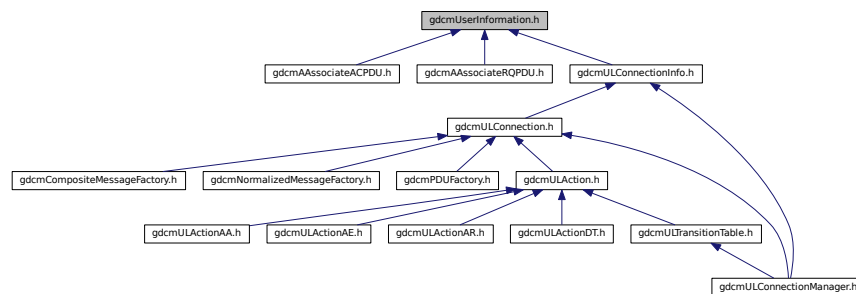 gdcmUserInformation.h
gdcmAAssociateACPDU.h
gdcmAAssociateRQPDU.h
gdcmULConnectionInfo.h
gdcmULConnection.h
gdcmCompositeMessageFactory.h
gdcmNormalizedMessageFactory.h
gdcmPDUFactory.h
gdcmULAction.h
gdcmULActionAA.h
gdcmULActionAE.h
gdcmULActionAR.h
gdcmULActionDT.h
gdcmULTransitionTable.h
gdcmULConnectionManager.h